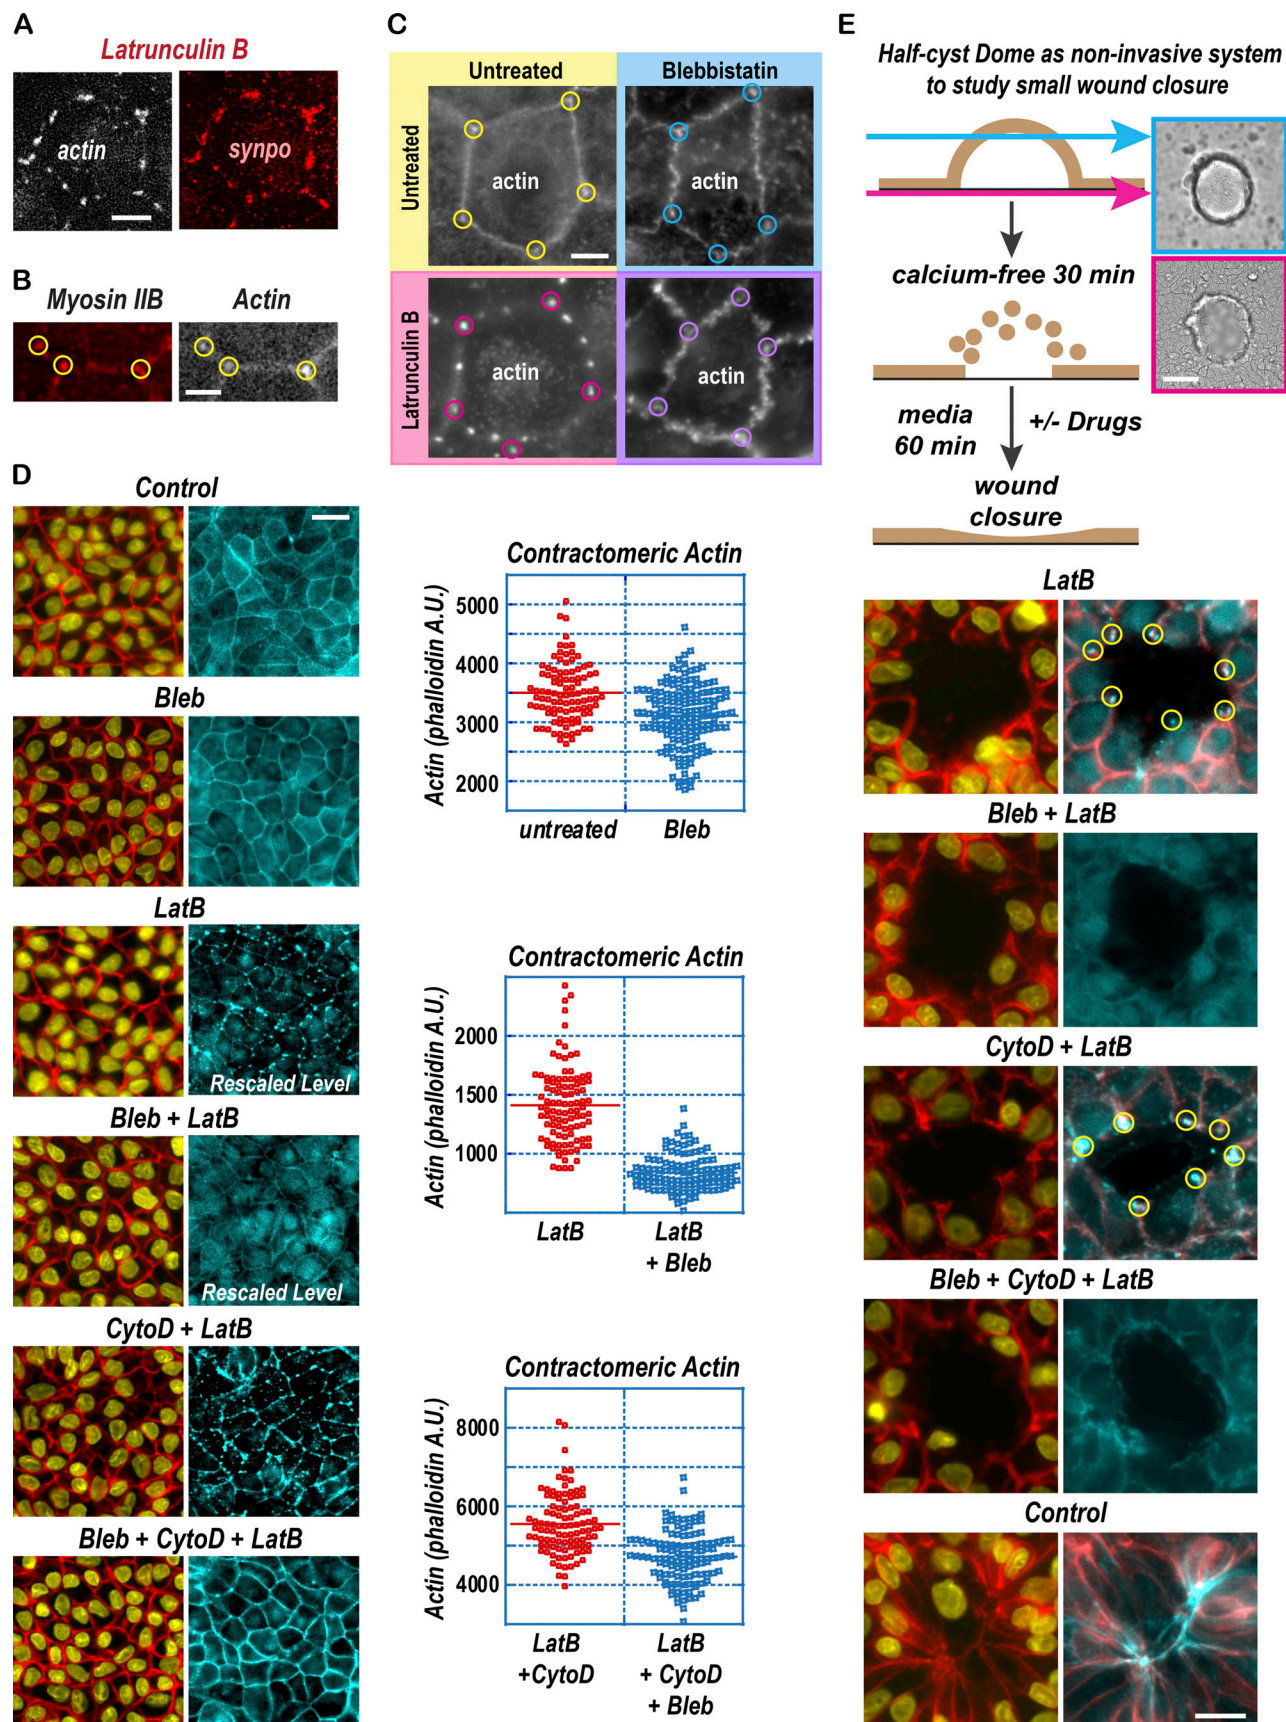 A
Latrunculin B
actin
synpo
B
Myosin IIB
Actin
C
Untreated
Blebbistatin
Untreated
actin
actin
Latrunculin B
actin
actin
D
Control
Bleb
LatB
Rescaled Level
Bleb + LatB
Rescaled Level
CytoD + LatB
Bleb + CytoD + LatB
Contractomeric Actin
Actin (phalloidin A.U.)
5000
4000
3000
2000
untreated
Bleb
Contractomeric Actin
Actin (phalloidin A.U.)
2000
1500
1000
LatB
LatB
+ Bleb
Contractomeric Actin
Actin (phalloidin A.U.)
8000
6000
4000
LatB
+CytoD
LatB
+ CytoD
+ Bleb
E
Half-cyst Dome as non-invasive system
to study small wound closure
calcium-free 30 min
media
60 min
+/- Drugs
wound
closure
LatB
Bleb + LatB
CytoD + LatB
Bleb + CytoD + LatB
Control